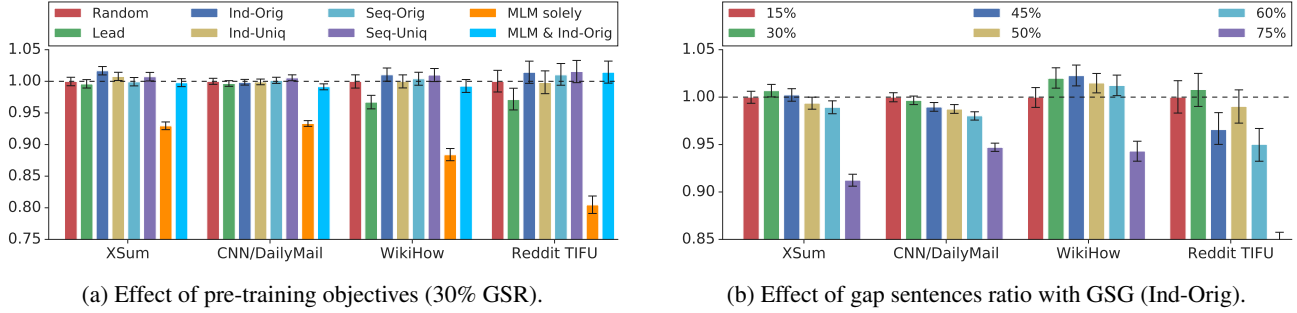 Random Ind-Orig Seq-Orig MLM solely
Lead Ind-Uniq Seq-Uniq MLM & Ind-Orig
1.05
1.00
0.95
0.90
0.85
0.80
0.75
XSum CNN/DailyMail WikiHow Reddit TIFU
(a) Effect of pre-training objectives (30% GSR).
15% 45% 60%
30% 50% 75%
1.05
1.00
0.95
0.90
0.85
XSum CNN/DailyMail WikiHow Reddit TIFU
(b) Effect of gap sentences ratio with GSG (Ind-Orig).